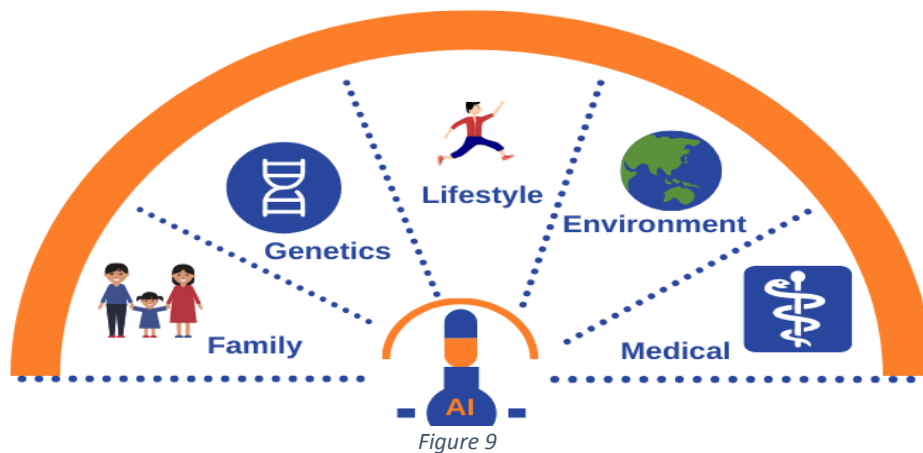 Lifestyle
Environment
Genetics
Family
Medical
AI
Figure 9